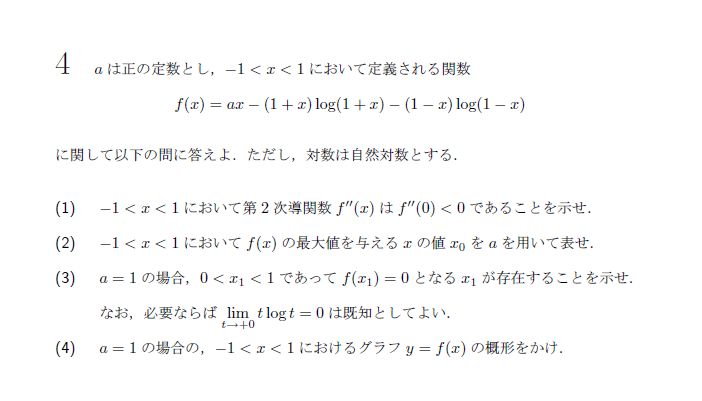 4 a は正の定数とし，−1 < x < 1 において定義される関数
f(x) = ax − (1 + x) log(1 + x) − (1 − x) log(1 − x)
に関して以下の問に答えよ．ただし，対数は自然対数とする．
(1) −1 < x < 1 において第 2 次導関数 f′′(x) は f′′(0) < 0 であることを示せ．
(2) −1 < x < 1 において f(x) の最大値を与える x の値 x₀ を a を用いて表せ．
(3) a = 1 の場合，0 < x₁ < 1 であって f(x₁) = 0 となる x₁ が存在することを示せ．
なお，必要ならば lim t log t = 0 は既知としてよい．
t→+0
(4) a = 1 の場合の，−1 < x < 1 におけるグラフ y = f(x) の概形をかけ．